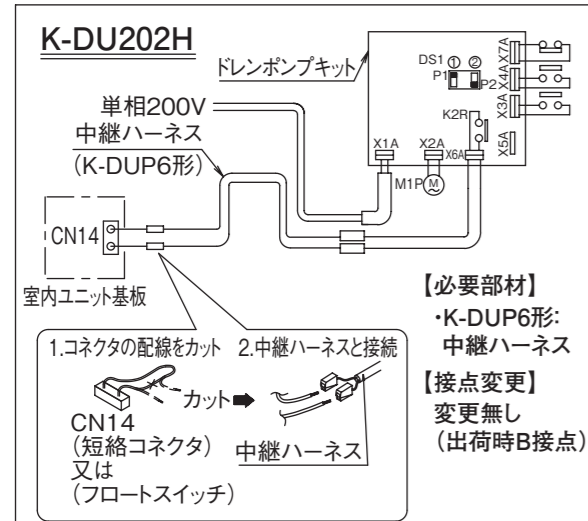 K-DU202H
ドレンポンプキット
DS1 ① ②
P1
P2
X7A
X4A
X3A
X5A
K2R
X1A
X2A
X6A
M1P
M
単相200V
中継ハーネス
(K-DUP6形)
CN14
室内ユニット基板
1.コネクタの配線をカット
2.中継ハーネスと接続
カット
CN14
(短絡コネクタ)
又は
(フロートスイッチ)
中継ハーネス
【必要部材】
・K-DUP6形:
中継ハーネス
【接点変更】
変更無し
(出荷時B接点)